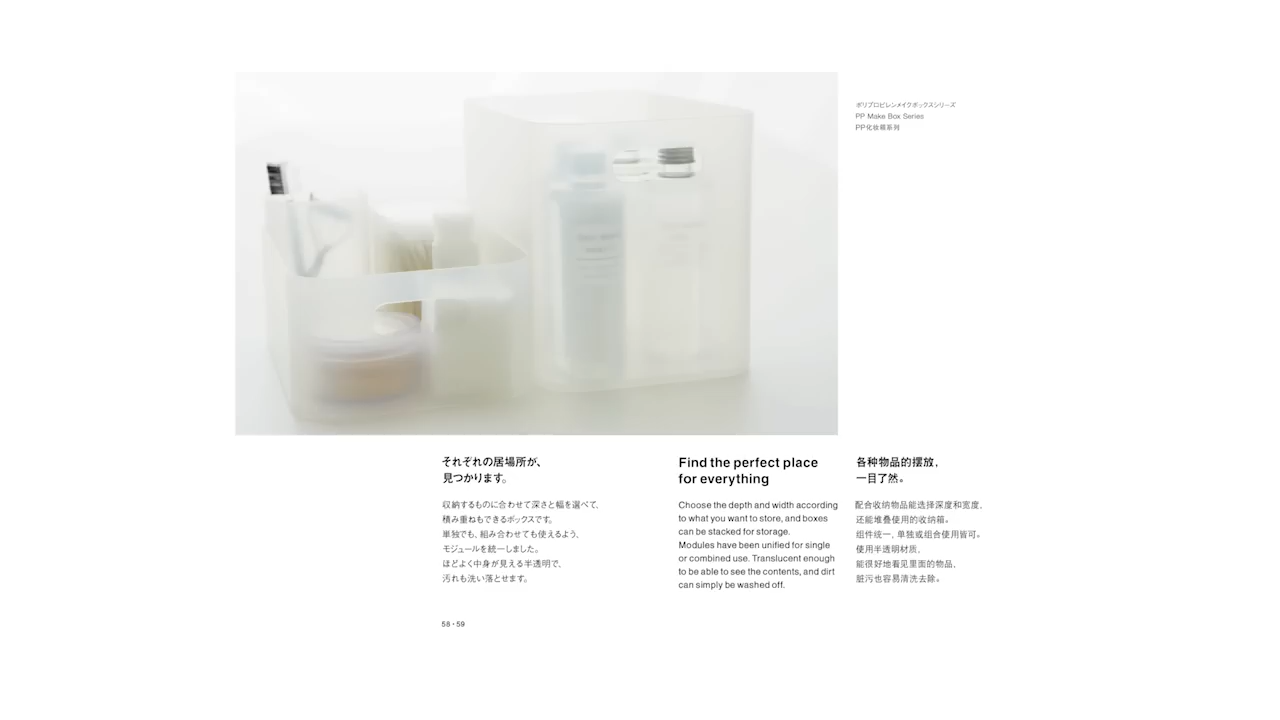 ポリプロピレンメイクボックスシリーズ
PP Make Box Series
PP化妆箱系列
それぞれの居場所が、
見つかります。
収納するものに合わせて深さと幅を選べて、
積み重ねもできるボックスです。
単独でも、組み合わせても使えるよう、
モジュールを統一しました。
ほどよく中身が見える半透明で、
汚れも洗い落とせます。
Find the perfect place
for everything
Choose the depth and width according
to what you want to store, and boxes
can be stacked for storage.
Modules have been unified for single
or combined use. Translucent enough
to be able to see the contents, and dirt
can simply be washed off.
各种物品的摆放，
一目了然。
配合收纳物品能选择深度和宽度，
还能堆叠使用的收纳箱。
组件统一，单独或组合使用皆可。
使用半透明材质，
能很好地看见里面的物品，
脏污也容易清洗去除。
58・59